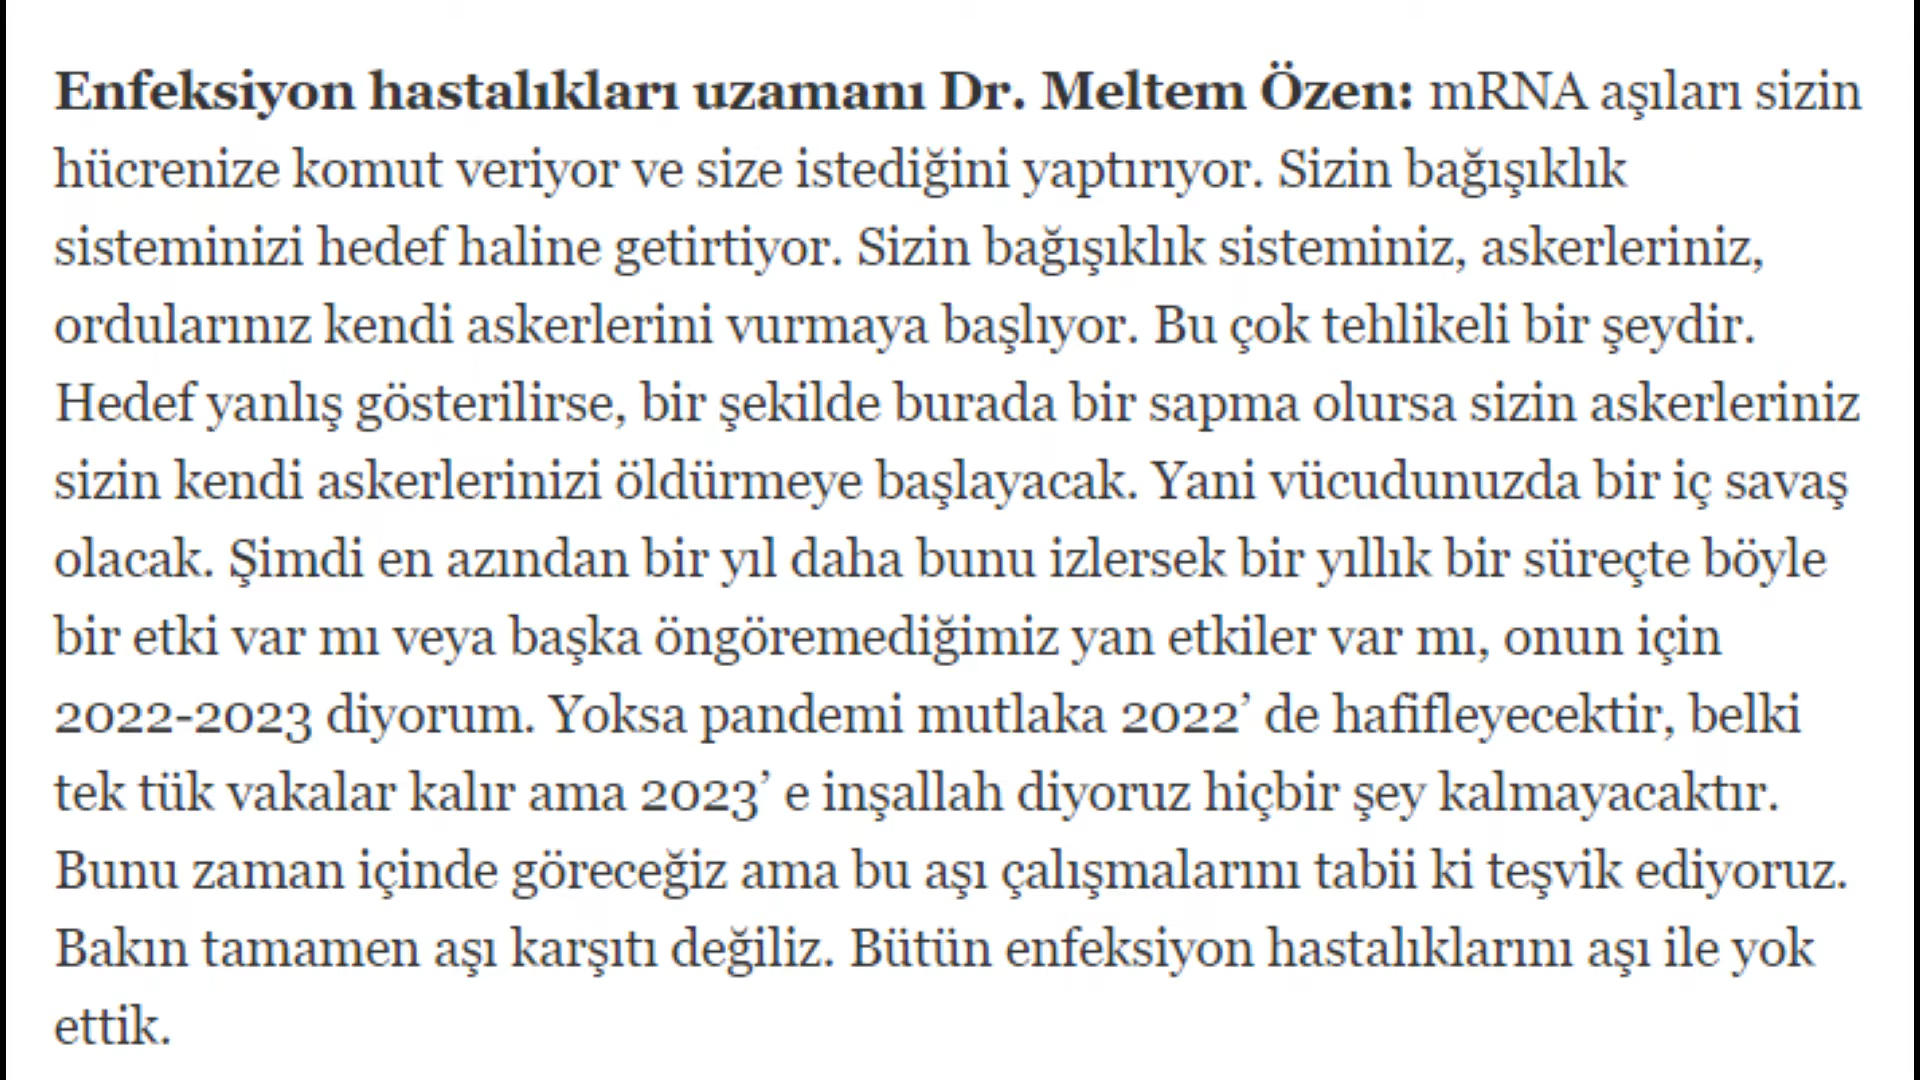 Enfeksiyon hastalıkları uzamanı Dr. Meltem Özen: mRNA aşıları sizin
hücrenize komut veriyor ve size istediğini yaptırıyor. Sizin bağışıklık
sisteminizi hedef haline getirtiyor. Sizin bağışıklık sisteminiz, askerleriniz,
ordularınız kendi askerlerini vurmaya başlıyor. Bu çok tehlikeli bir şeydir.
Hedef yanlış gösterilirse, bir şekilde burada bir sapma olursa sizin askerleriniz
sizin kendi askerlerinizi öldürmeye başlayacak. Yani vücudunuzda bir iç savaş
olacak. Şimdi en azından bir yıl daha bunu izlersek bir yıllık bir süreçte böyle
bir etki var mı veya başka öngöremediğimiz yan etkiler var mı, onun için
2022-2023 diyorum. Yoksa pandemi mutlaka 2022’ de hafifleyecektir, belki
tek tük vakalar kalır ama 2023’ e inşallah diyoruz hiçbir şey kalmayacaktır.
Bunu zaman içinde göreceğiz ama bu aşı çalışmalarını tabii ki teşvik ediyoruz.
Bakın tamamen aşı karşıtı değiliz. Bütün enfeksiyon hastalıklarını aşı ile yok
ettik.